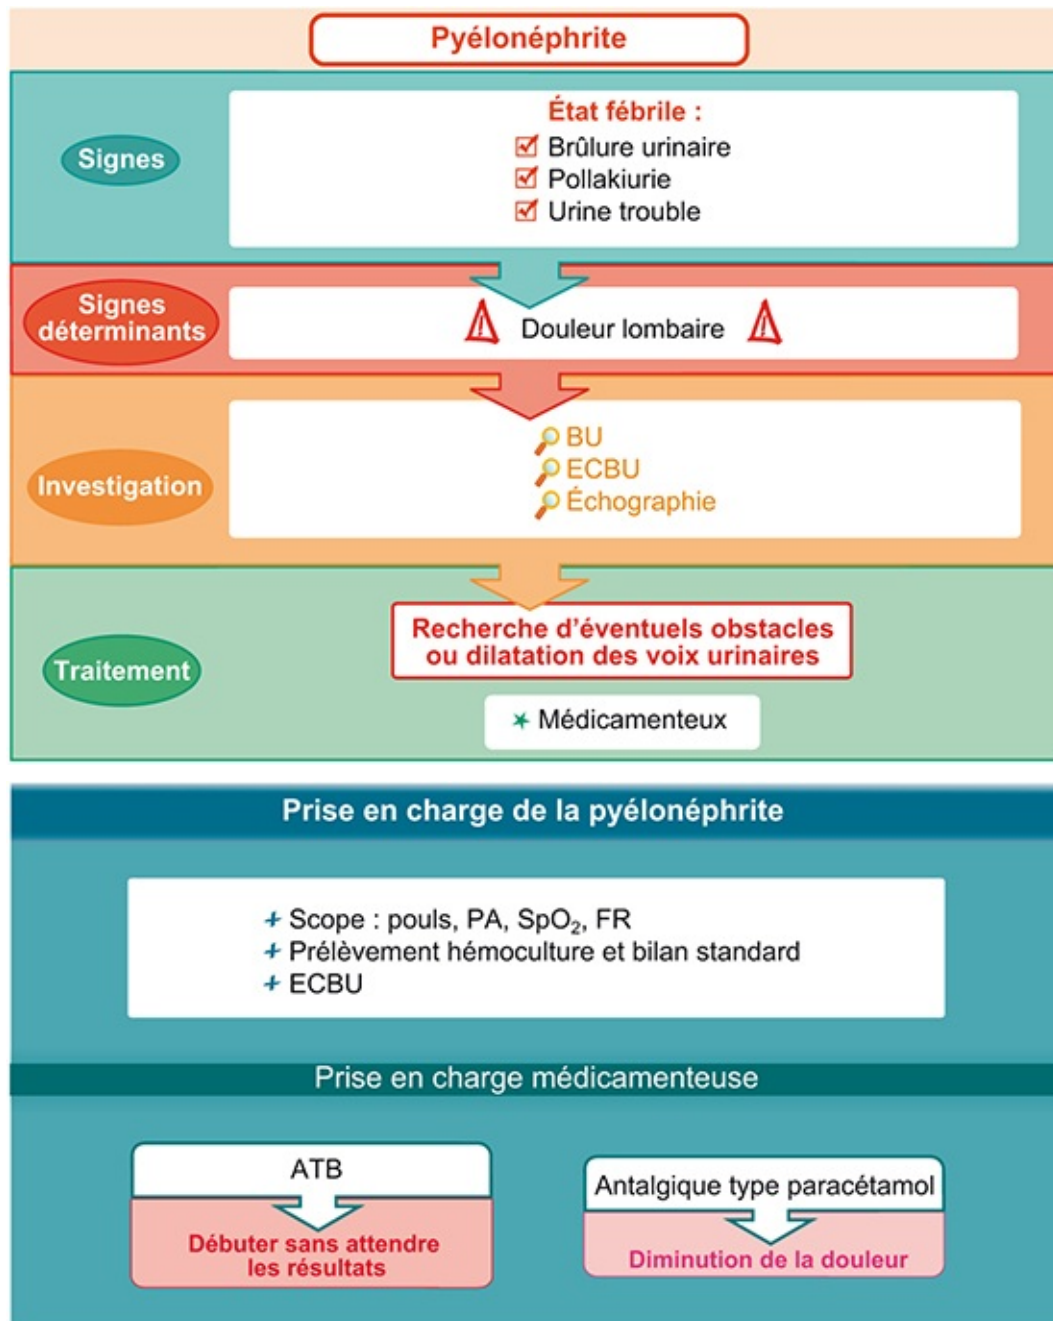 Pyélonéphrite
Signes
État fébrile :
Brûlure urinaire
Pollakiurie
Urine trouble
Signes
déterminants
Douleur lombaire
Investigation
BU
ECBU
Échographie
Traitement
Recherche d'éventuels obstacles
ou dilatation des voix urinaires
Médicamenteux
Prise en charge de la pyélonéphrite
Scope : pouls, PA, SpO₂, FR
Prélèvement hémoculture et bilan standard
ECBU
Prise en charge médicamenteuse
ATB
Débuter sans attendre
les résultats
Antalgique type paracétamol
Diminution de la douleur